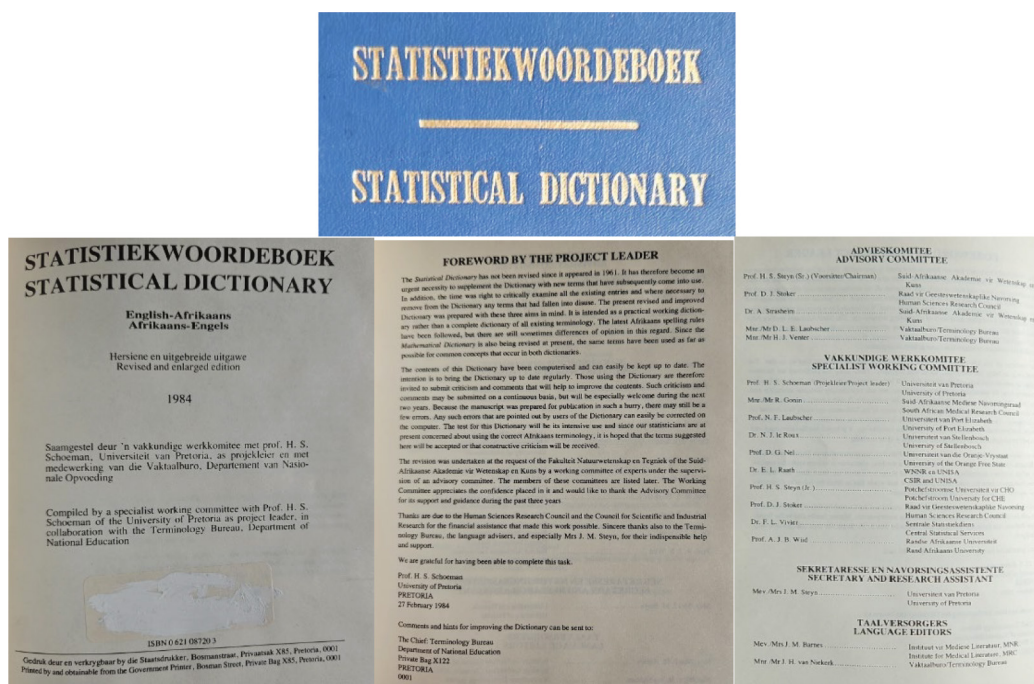 STATISTIEKWOORDEBOEK
STATISTICAL DICTIONARY
STATISTIEKWOORDEBOEK
STATISTICAL DICTIONARY
English-Afrikaans
Afrikaans-Engels
Hersiene en uitgebreide uitgawe
Revised and enlarged edition
1984
Saamgestel deur 'n vakkundige werkkomitee met prof. H. S.
Schoeman, Universiteit van Pretoria, as projekleier en met
medewerking van die Vaktaalburo, Departement van Nasio-
nale Opvoeding
Compiled by a specialist working committee with Prof. H. S.
Schoeman of the University of Pretoria as project leader, in
collaboration with the Terminology Bureau, Department of
National Education
ISBN 0 621 08720 3
Gedruk deur en verkrygbaar by die Staatsdrukker, Bosmanstraat, Privaatsak X85, Pretoria, 0001
Printed by and obtainable from the Government Printer, Bosman Street, Private Bag X85, Pretoria, 0001
FOREWORD BY THE PROJECT LEADER
The Statistical Dictionary has not been revised since it appeared in 1961. It has therefore become an
urgent necessity to supplement the Dictionary with new terms that have subsequently come into use.
In addition, the time was right to critically examine all the existing entries and where necessary to
remove from the Dictionary any terms that had fallen into disuse. The present revised and improved
Dictionary was prepared with these three aims in mind. It is intended as a practical working diction-
ary rather than a complete dictionary of all existing terminology. The latest Afrikaans spelling rules
have been followed, but there are still sometimes differences of opinion in this regard. Since the
Mathematical Dictionary is also being revised at present, the same terms have been used as far as
possible for common concepts that occur in both dictionaries.
The contents of this Dictionary have been computerised and can easily be kept up to date. The
intention is to bring the Dictionary up to date regularly. Those using the Dictionary are therefore
invited to submit criticism and comments that will help to improve the contents. Such criticism and
comments may be submitted on a continuous basis, but will be especially welcome during the next
two years. Because the manuscript was prepared for publication in such a hurry, there may still be a
few errors. Any such errors that are pointed out by users of the Dictionary can easily be corrected on
the computer. The test for this Dictionary will be its intensive use and since our statisticians are at
present concerned about using the correct Afrikaans terminology, it is hoped that the terms suggested
here will be accepted or that constructive criticism will be received.
The revision was undertaken at the request of the Fakulteit Natuurwetenskap en Tegniek of the Suid-
Afrikaanse Akademie vir Wetenskap en Kuns by a working committee of experts under the supervi-
sion of an advisory committee. The members of these committees are listed later. The Working
Committee appreciates the confidence placed in it and would like to thank the Advisory Committee
for its support and guidance during the past three years.
Thanks are due to the Human Sciences Research Council and the Council for Scientific and Industrial
Research for the financial assistance that made this work possible. Sincere thanks also to the Termi-
nology Bureau, the language advisers, and especially Mrs J. M. Steyn, for their indispensable help
and support.
We are grateful for having been able to complete this task.
Prof. H. S. Schoeman
University of Pretoria
PRETORIA
27 February 1984
Comments and hints for improving the Dictionary can be sent to:
The Chief: Terminology Bureau
Department of National Education
Private Bag X122
PRETORIA
0001
ADVIESKOMITEE
ADVISORY COMMITTEE
Prof. H. S. Steyn (Sr.) (Voorsitter/Chairman) Suid-Afrikaanse Akademie vir Wetenskap en
Kuns
Prof. D. J. Stoker Raad vir Geesteswetenskaplike Navorsing
Human Sciences Research Council
Dr. A. Strasheim Suid-Afrikaanse Akademie vir Wetenskap en
Kuns
Mnr./Mr D. L. E. Laubscher Vaktaalburo/Terminology Bureau
Mnr./Mr H. J. Venter Vaktaalburo/Terminology Bureau
VAKKUNDIGE WERKKOMITEE
SPECIALIST WORKING COMMITTEE
Prof. H. S. Schoeman (Projekleier/Project leader) Universiteit van Pretoria
University of Pretoria
Mnr./Mr R. Gonin Suid-Afrikaanse Mediese Navorsingsraad
South African Medical Research Council
Prof. N. F. Laubscher Universiteit van Port Elizabeth
University of Port Elizabeth
Dr. N. J. le Roux Universiteit van Stellenbosch
University of Stellenbosch
Prof. D. G. Nel Universiteit van die Oranje-Vrystaat
University of the Orange Free State
Dr. E. L. Raath WNNR en UNISA
CSIR and UNISA
Prof. H. S. Steyn (Jr.) Potchefstroomse Universiteit vir CHO
Potchefstroom University for CHE
Prof. D. J. Stoker Raad vir Geesteswetenskaplike Navorsing
Human Sciences Research Council
Dr. F. L. Vivier Sentrale Statistiekdiens
Central Statistical Services
Prof. A. J. B. Wiid Randse Afrikaanse Universiteit
Rand Afrikaans University
SEKRETARESSE EN NAVORSINGSASSISTENTE
SECRETARY AND RESEARCH ASSISTANT
Mev./Mrs J. M. Steyn Universiteit van Pretoria
University of Pretoria
TAALVERSORGERS
LANGUAGE EDITORS
Mev./Mrs J. M. Barnes Instituut vir Mediese Literatuur, MNR
Institute for Medical Literature, MRC
Mnr./Mr J. H. van Niekerk Vaktaalburo/Terminology Bureau